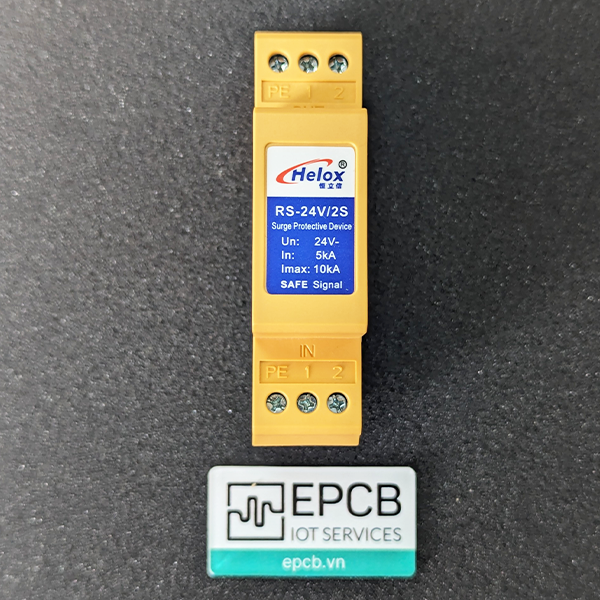 PE 1 2
OUT
Helox®
恒立信
RS-24V/2S
Surge Protective Device
Un: 24V-
In: 5kA
Imax: 10kA
SAFE Signal
IN
PE 1 2
EPCB
IOT SERVICES
epcb.vn